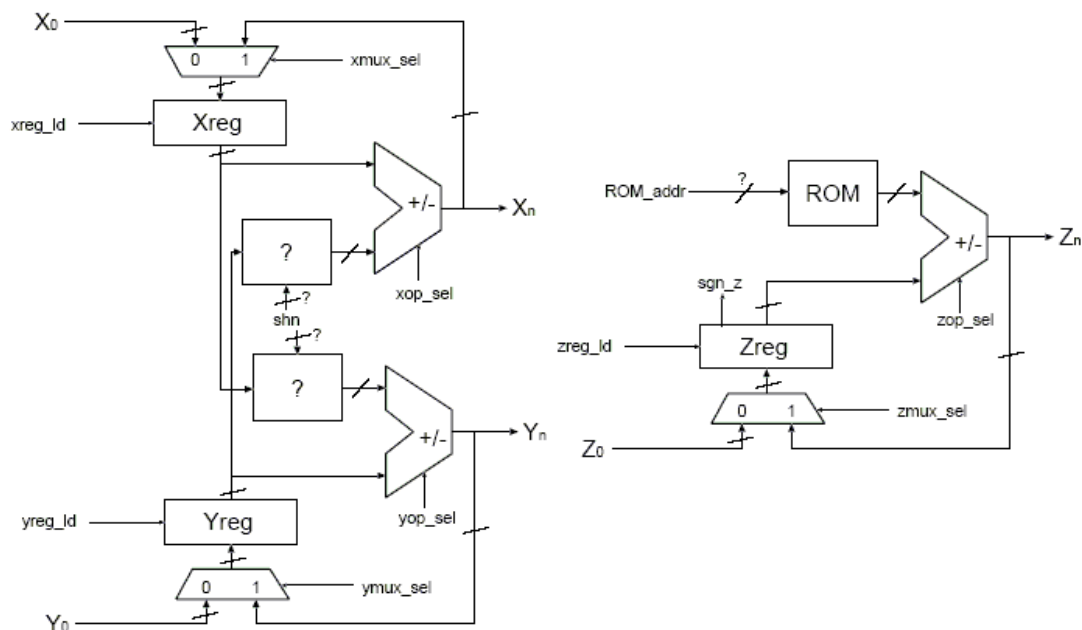 X0
0 1
xmux_sel
xreg_ld
Xreg
+/-
Xn
?
xop_sel
?
shn
?
?
+/-
Yn
yop_sel
yreg_ld
Yreg
0 1
ymux_sel
Y0
ROM_addr
?
ROM
+/-
Zn
sgn_z
zop_sel
zreg_ld
Zreg
0 1
zmux_sel
Z0